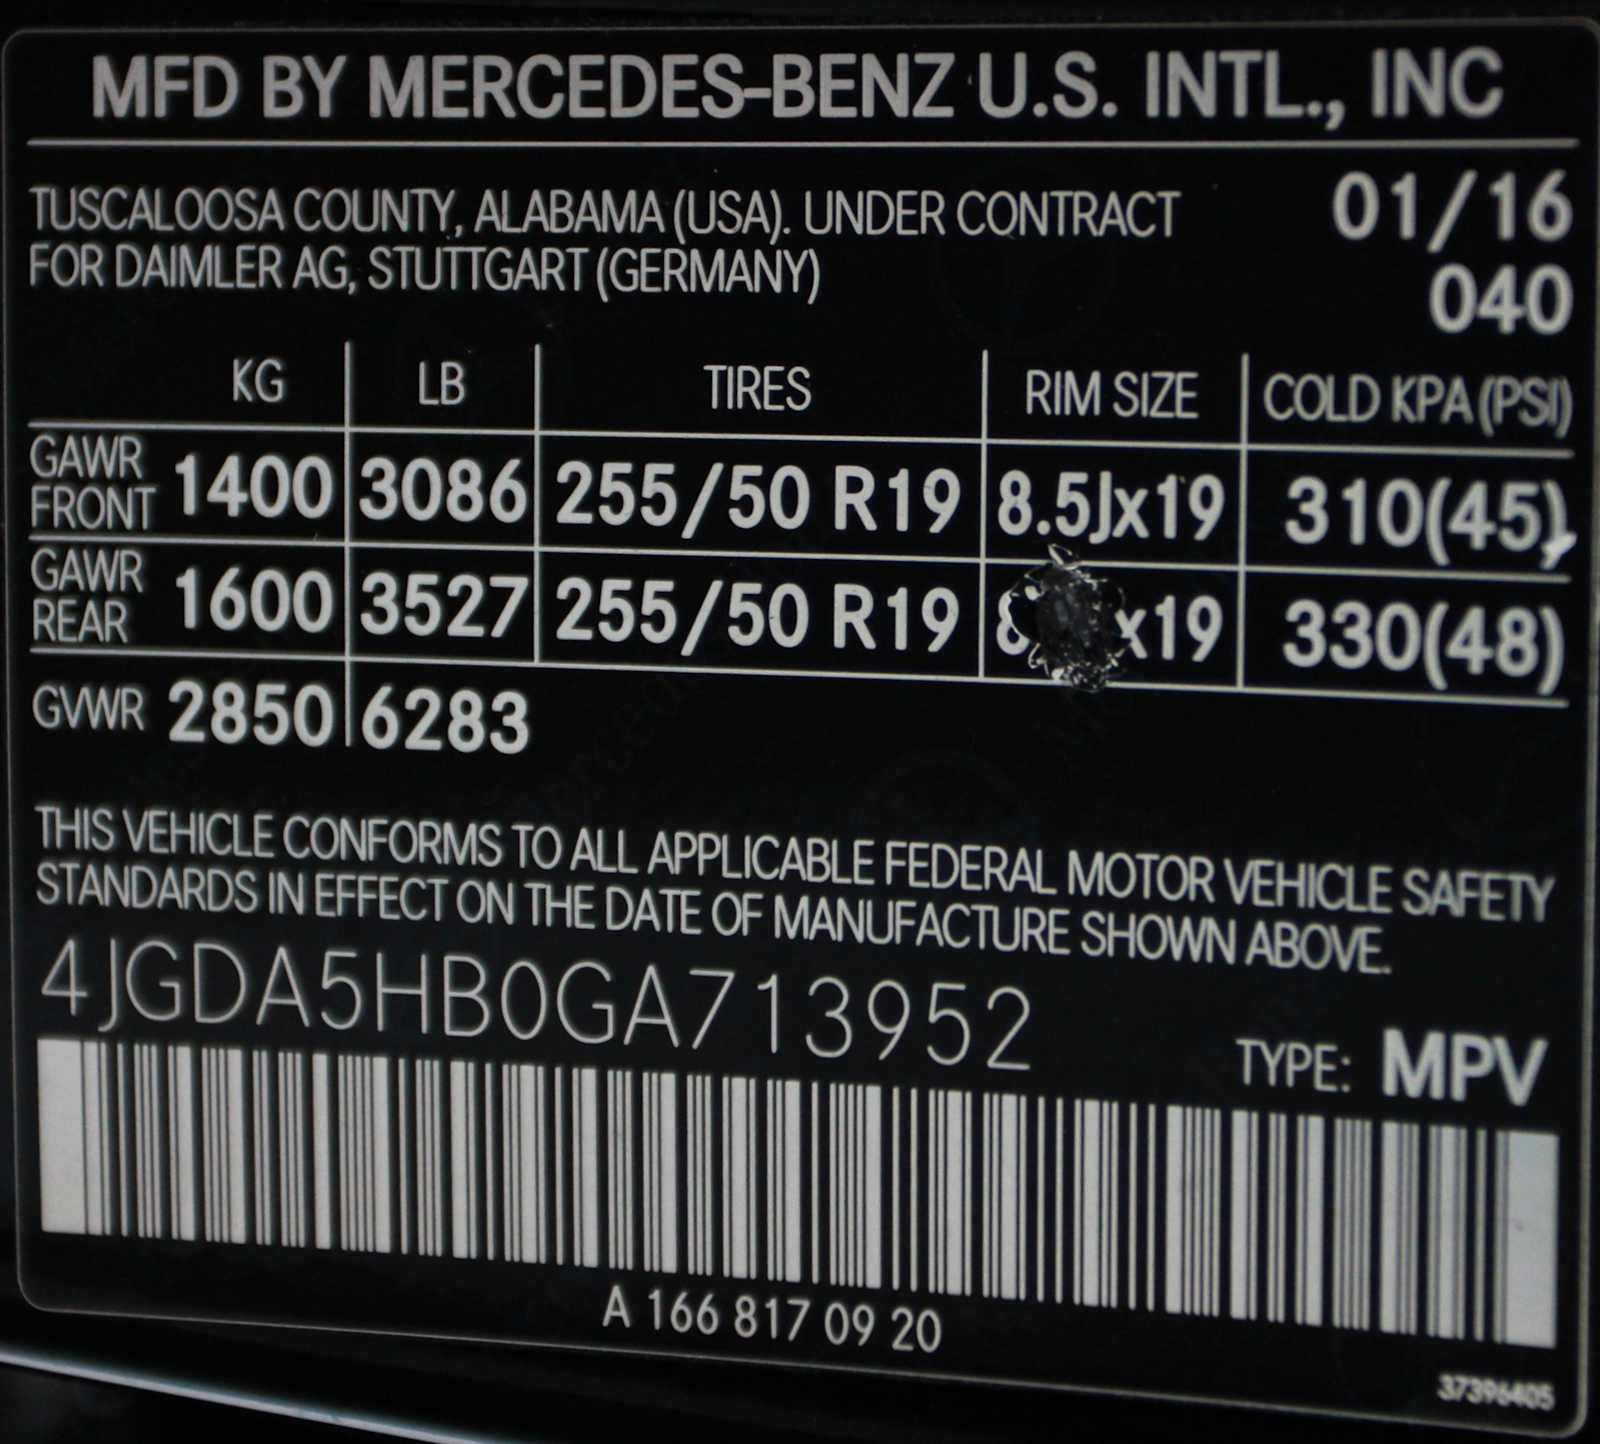 MFD BY MERCEDES-BENZ U.S. INTL., INC
TUSCALOOSA COUNTY, ALABAMA (USA). UNDER CONTRACT
FOR DAIMLER AG, STUTTGART (GERMANY)
01/16
040
KG LB TIRES RIM SIZE COLD KPA (PSI)
GAWR FRONT 1400 3086 255/50 R19 8.5Jx19 310(45)
GAWR REAR 1600 3527 255/50 R19 x19 330(48)
GVWR 2850 6283
THIS VEHICLE CONFORMS TO ALL APPLICABLE FEDERAL MOTOR VEHICLE SAFETY
STANDARDS IN EFFECT ON THE DATE OF MANUFACTURE SHOWN ABOVE.
4JGDA5HB0GA713952
TYPE: MPV
A 166 817 09 20
37396405